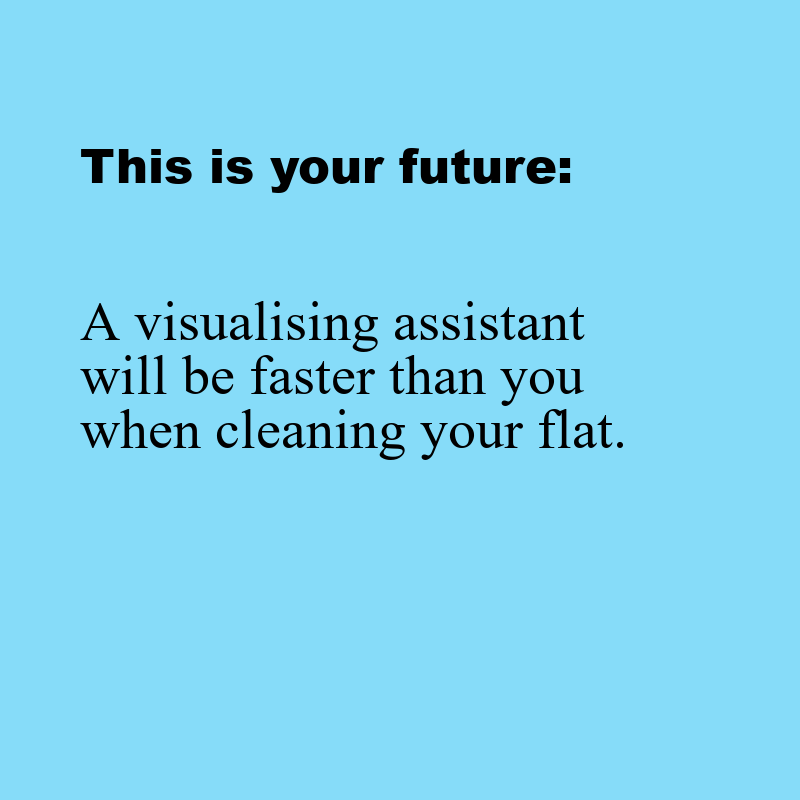 This is your future:
A visualising assistant
will be faster than you
when cleaning your flat.